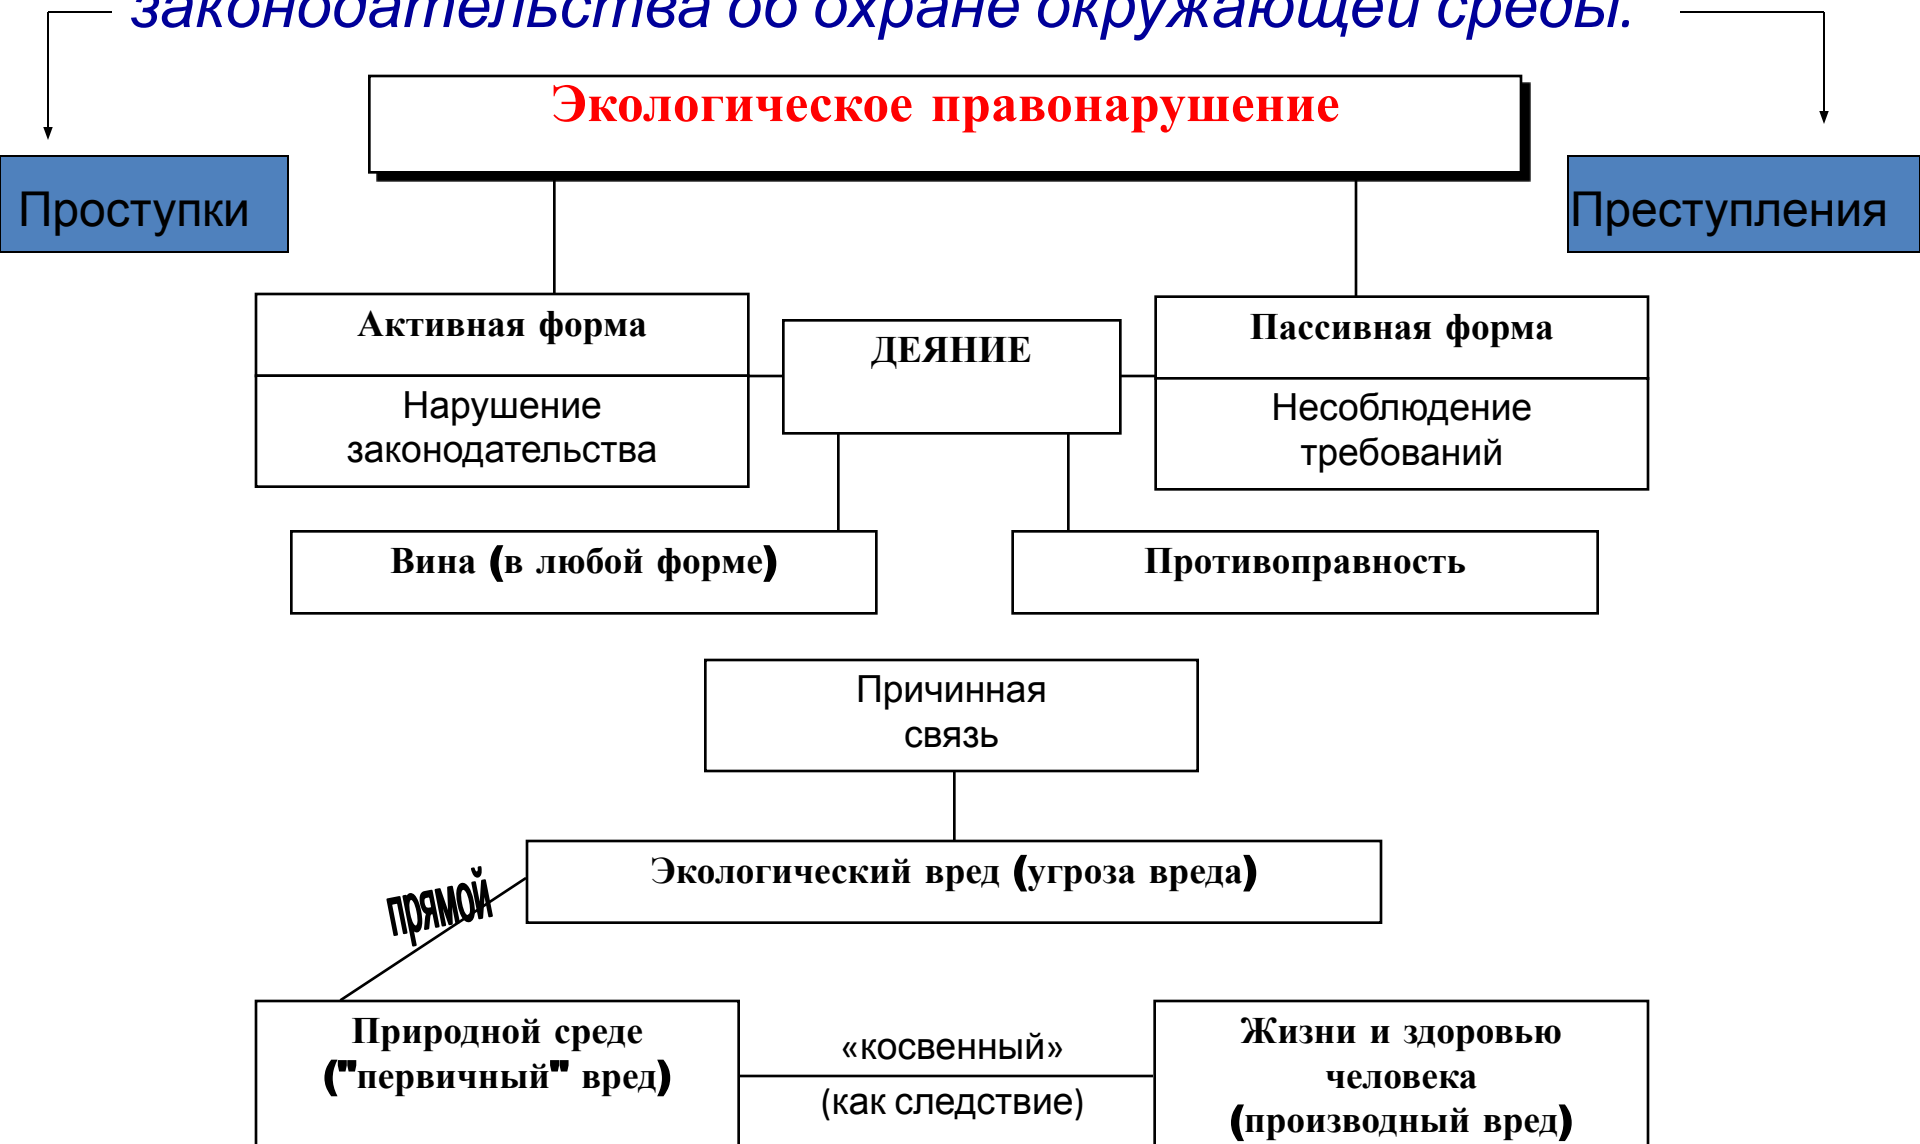 законодательства об охране окружающей среды.
Экологическое правонарушение
Проступки
Преступления
Активная форма
Нарушение
законодательства
ДЕЯНИЕ
Пассивная форма
Несоблюдение
требований
Вина (в любой форме)
Противоправность
Причинная
связь
Экологический вред (угроза вреда)
прямой
Природной среде
("первичный" вред)
«косвенный»
(как следствие)
Жизни и здоровью
человека
(производный вред)